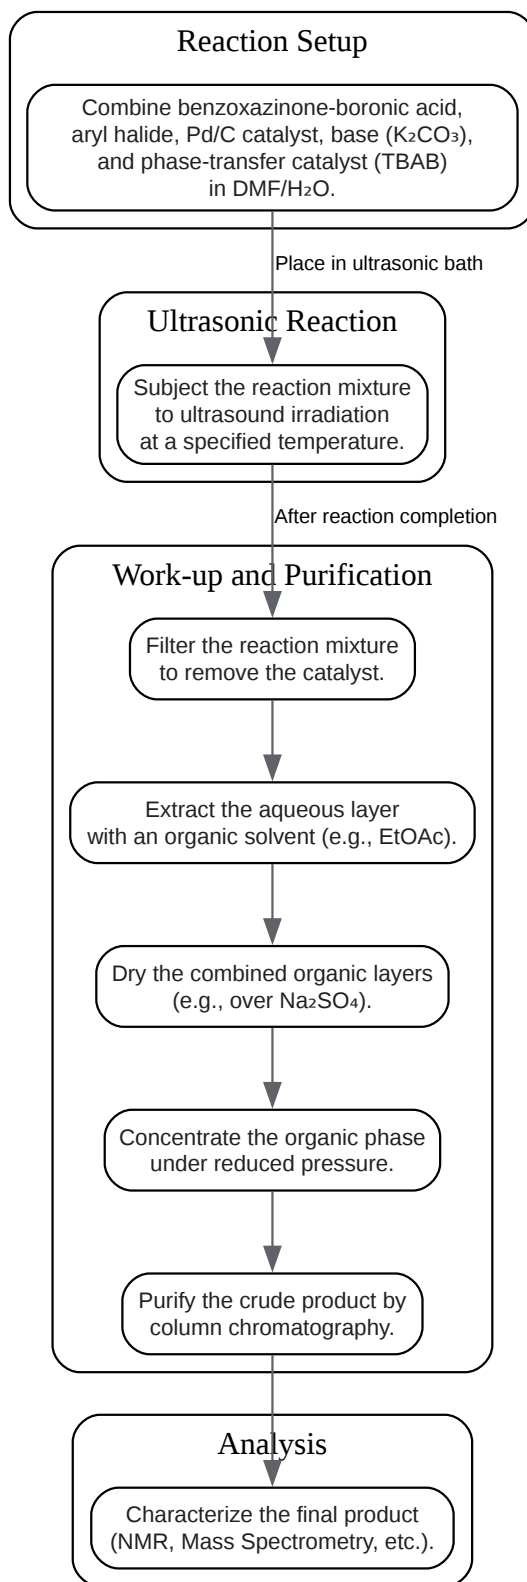 Reaction Setup
Combine benzoxazinone-boronic acid,
aryl halide, Pd/C catalyst, base (K₂CO₃),
and phase-transfer catalyst (TBAB)
in DMF/H₂O.
Place in ultrasonic bath
Ultrasonic Reaction
Subject the reaction mixture
to ultrasound irradiation
at a specified temperature.
After reaction completion
Work-up and Purification
Filter the reaction mixture
to remove the catalyst.
Extract the aqueous layer
with an organic solvent (e.g., EtOAc).
Dry the combined organic layers
(e.g., over Na₂SO₄).
Concentrate the organic phase
under reduced pressure.
Purify the crude product by
column chromatography.
Analysis
Characterize the final product
(NMR, Mass Spectrometry, etc.).